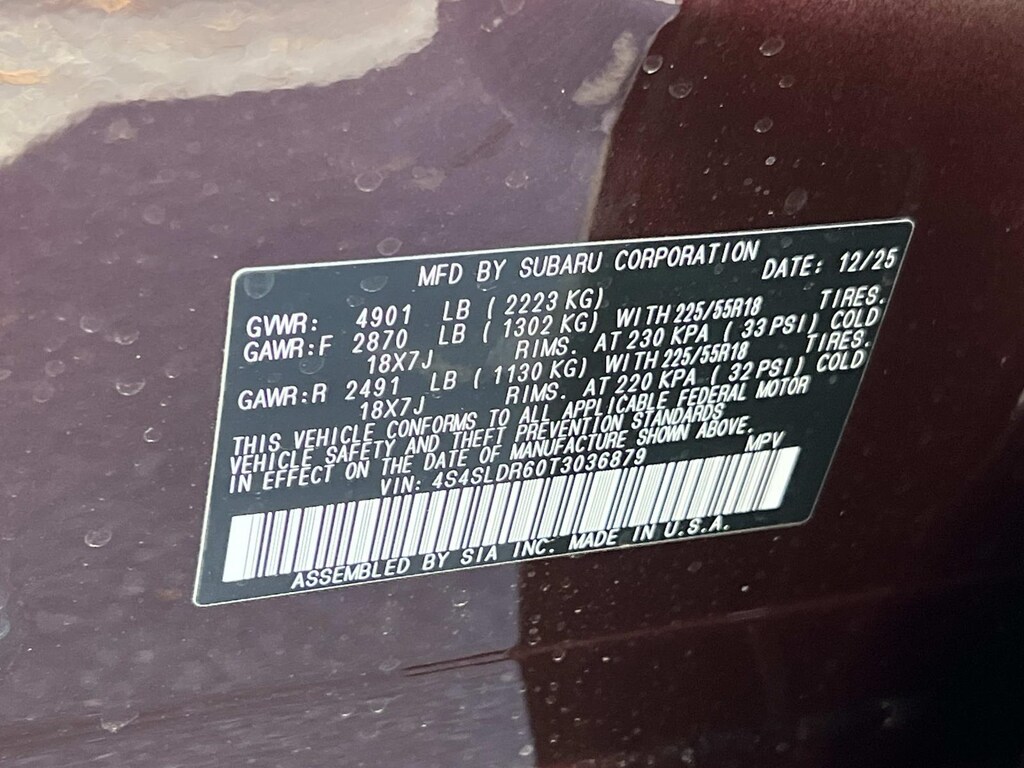 MFD BY SUBARU CORPORATION DATE: 12/25
GVWR: 4901 LB ( 2223 KG)
GAWR:F 2870 LB ( 1302 KG) WITH 225/55R18 TIRES.
18X7J RIMS. AT 230 KPA ( 33 PSI) COLD
GAWR:R 2491 LB ( 1130 KG) WITH 225/55R18 TIRES.
18X7J RIMS. AT 220 KPA ( 32 PSI) COLD
THIS VEHICLE CONFORMS TO ALL APPLICABLE FEDERAL MOTOR
VEHICLE SAFETY AND THEFT PREVENTION STANDARDS
IN EFFECT ON THE DATE OF MANUFACTURE SHOWN ABOVE.
VIN: 4S4SLDR60T3036879 MPV
ASSEMBLED BY SIA INC. MADE IN U.S.A.